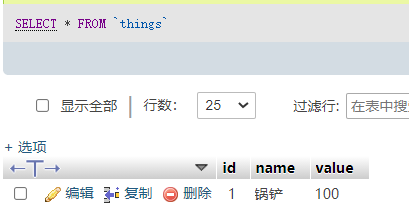 SELECT * FROM `things`
显示全部 行数： 25 过滤行: 在表中搜
+ 选项
←T→ id name value
编辑 复制 删除 1 锅铲 100